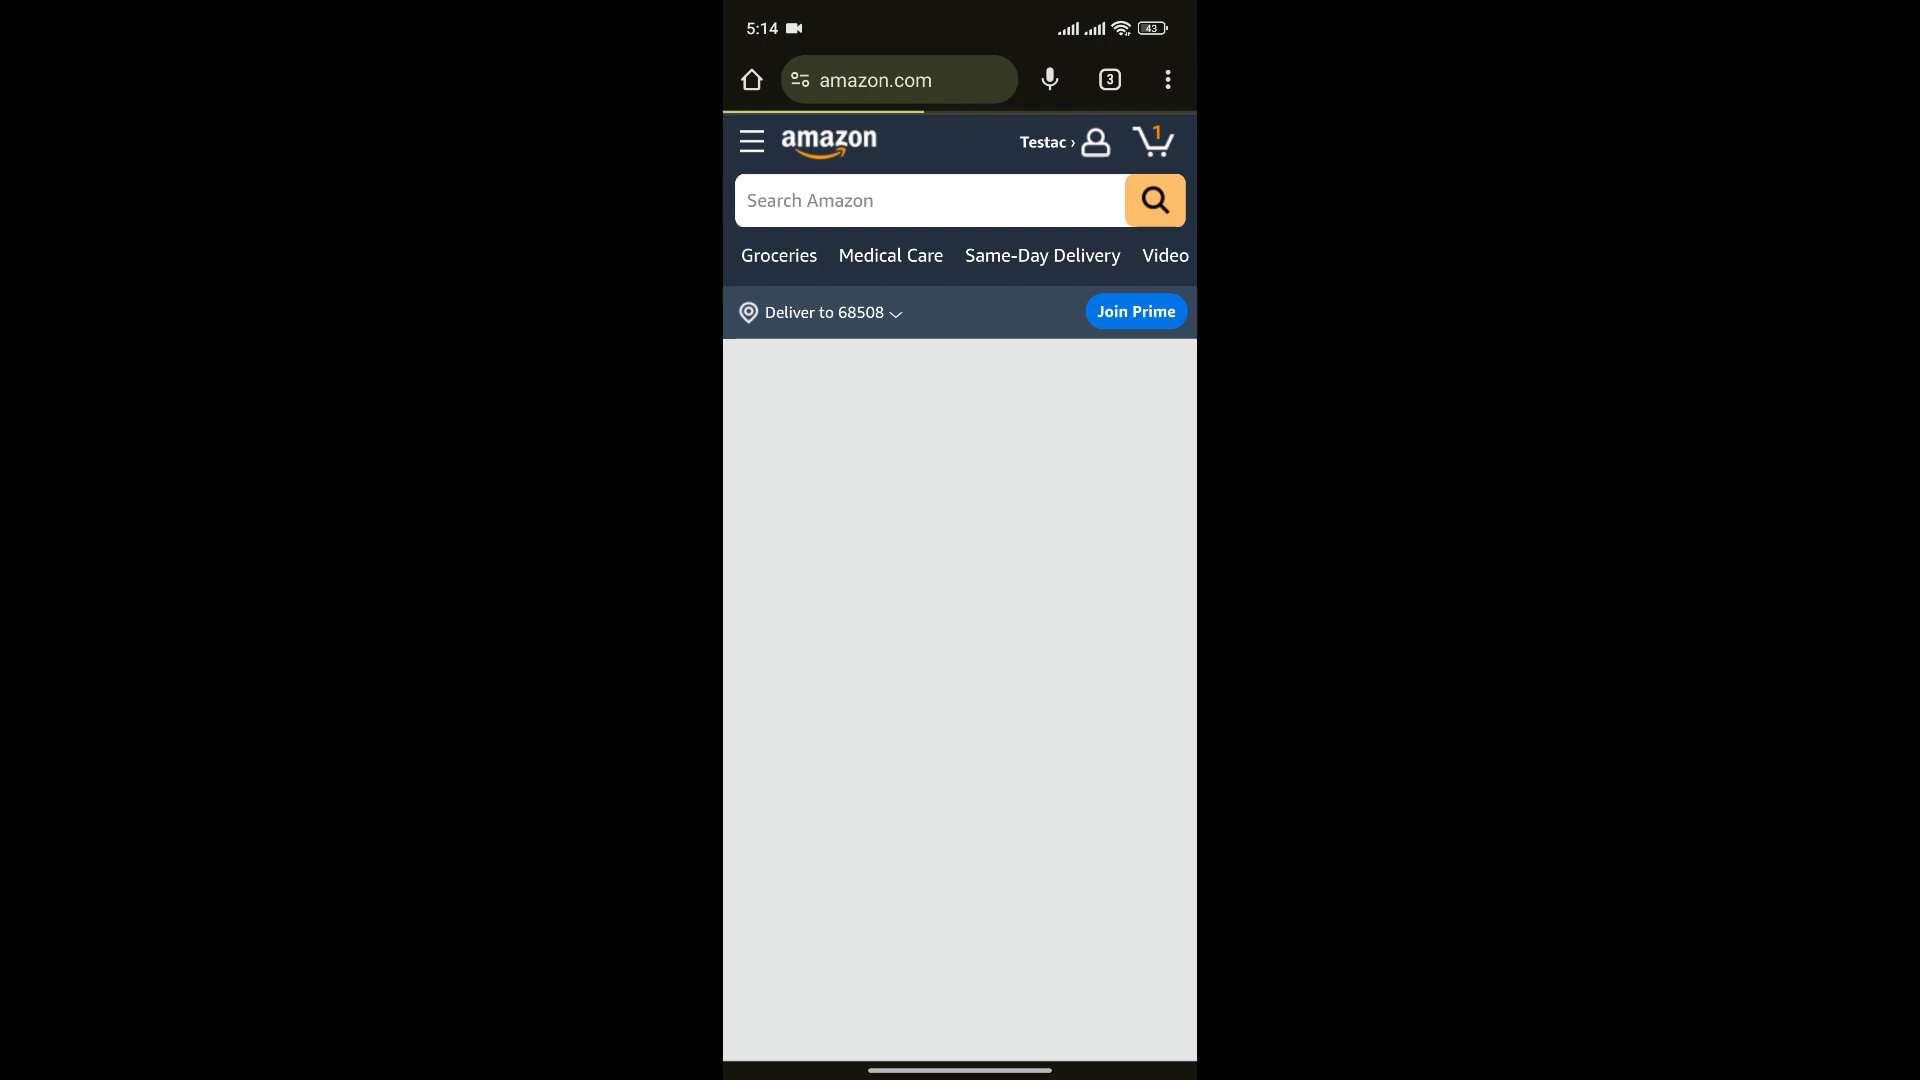 5:14 43
amazon.com 3
amazon Testac › 1
Search Amazon
Groceries Medical Care Same-Day Delivery Video
Deliver to 68508 Join Prime